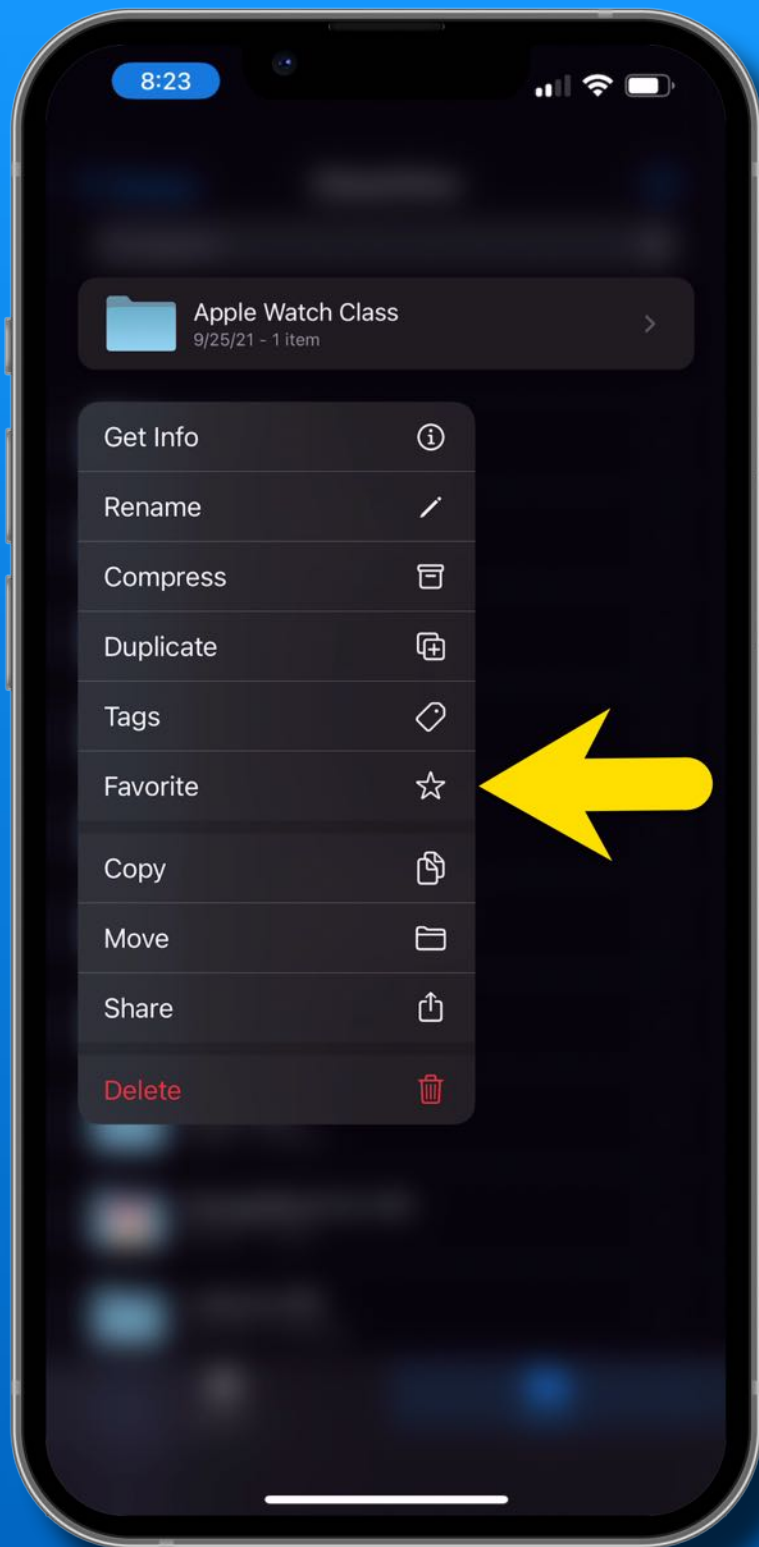 8:23
Apple Watch Class
9/25/21 - 1 item
Get Info
Rename
Compress
Duplicate
Tags
Favorite
Copy
Move
Share
Delete